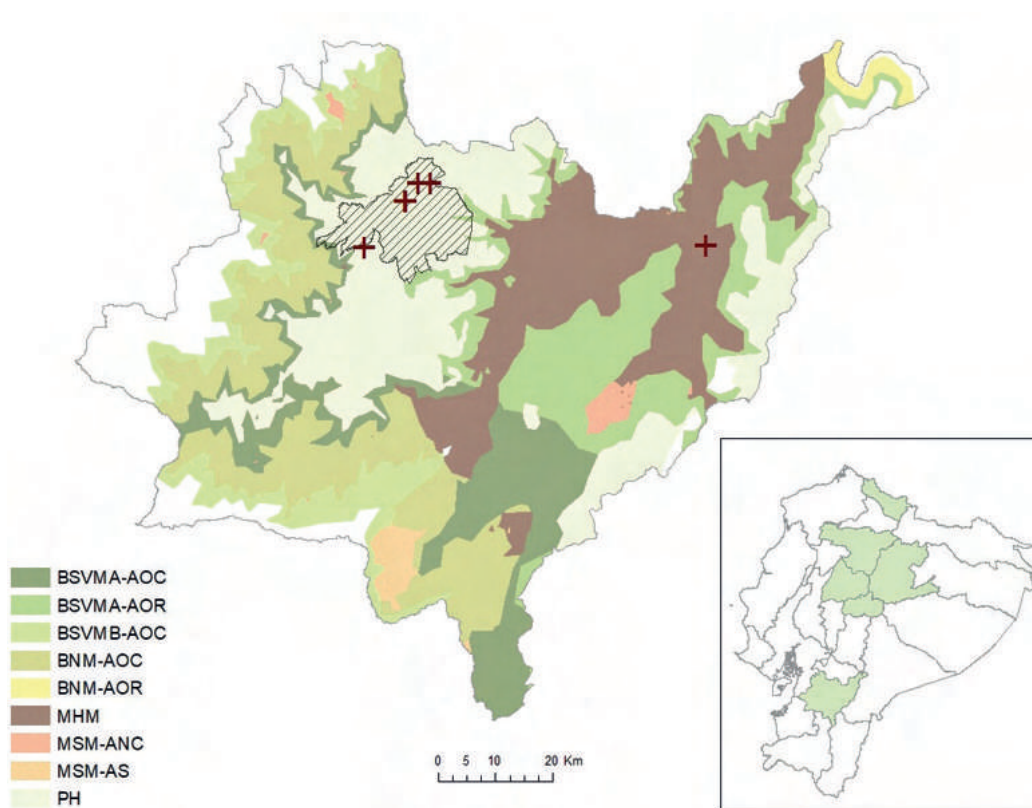 BSVMA-AOC
BSVMA-AOR
BSVMB-AOC
BNM-AOC
BNM-AOR
MHM
MSM-ANC
MSM-AS
PH
0 5 10 20 Km